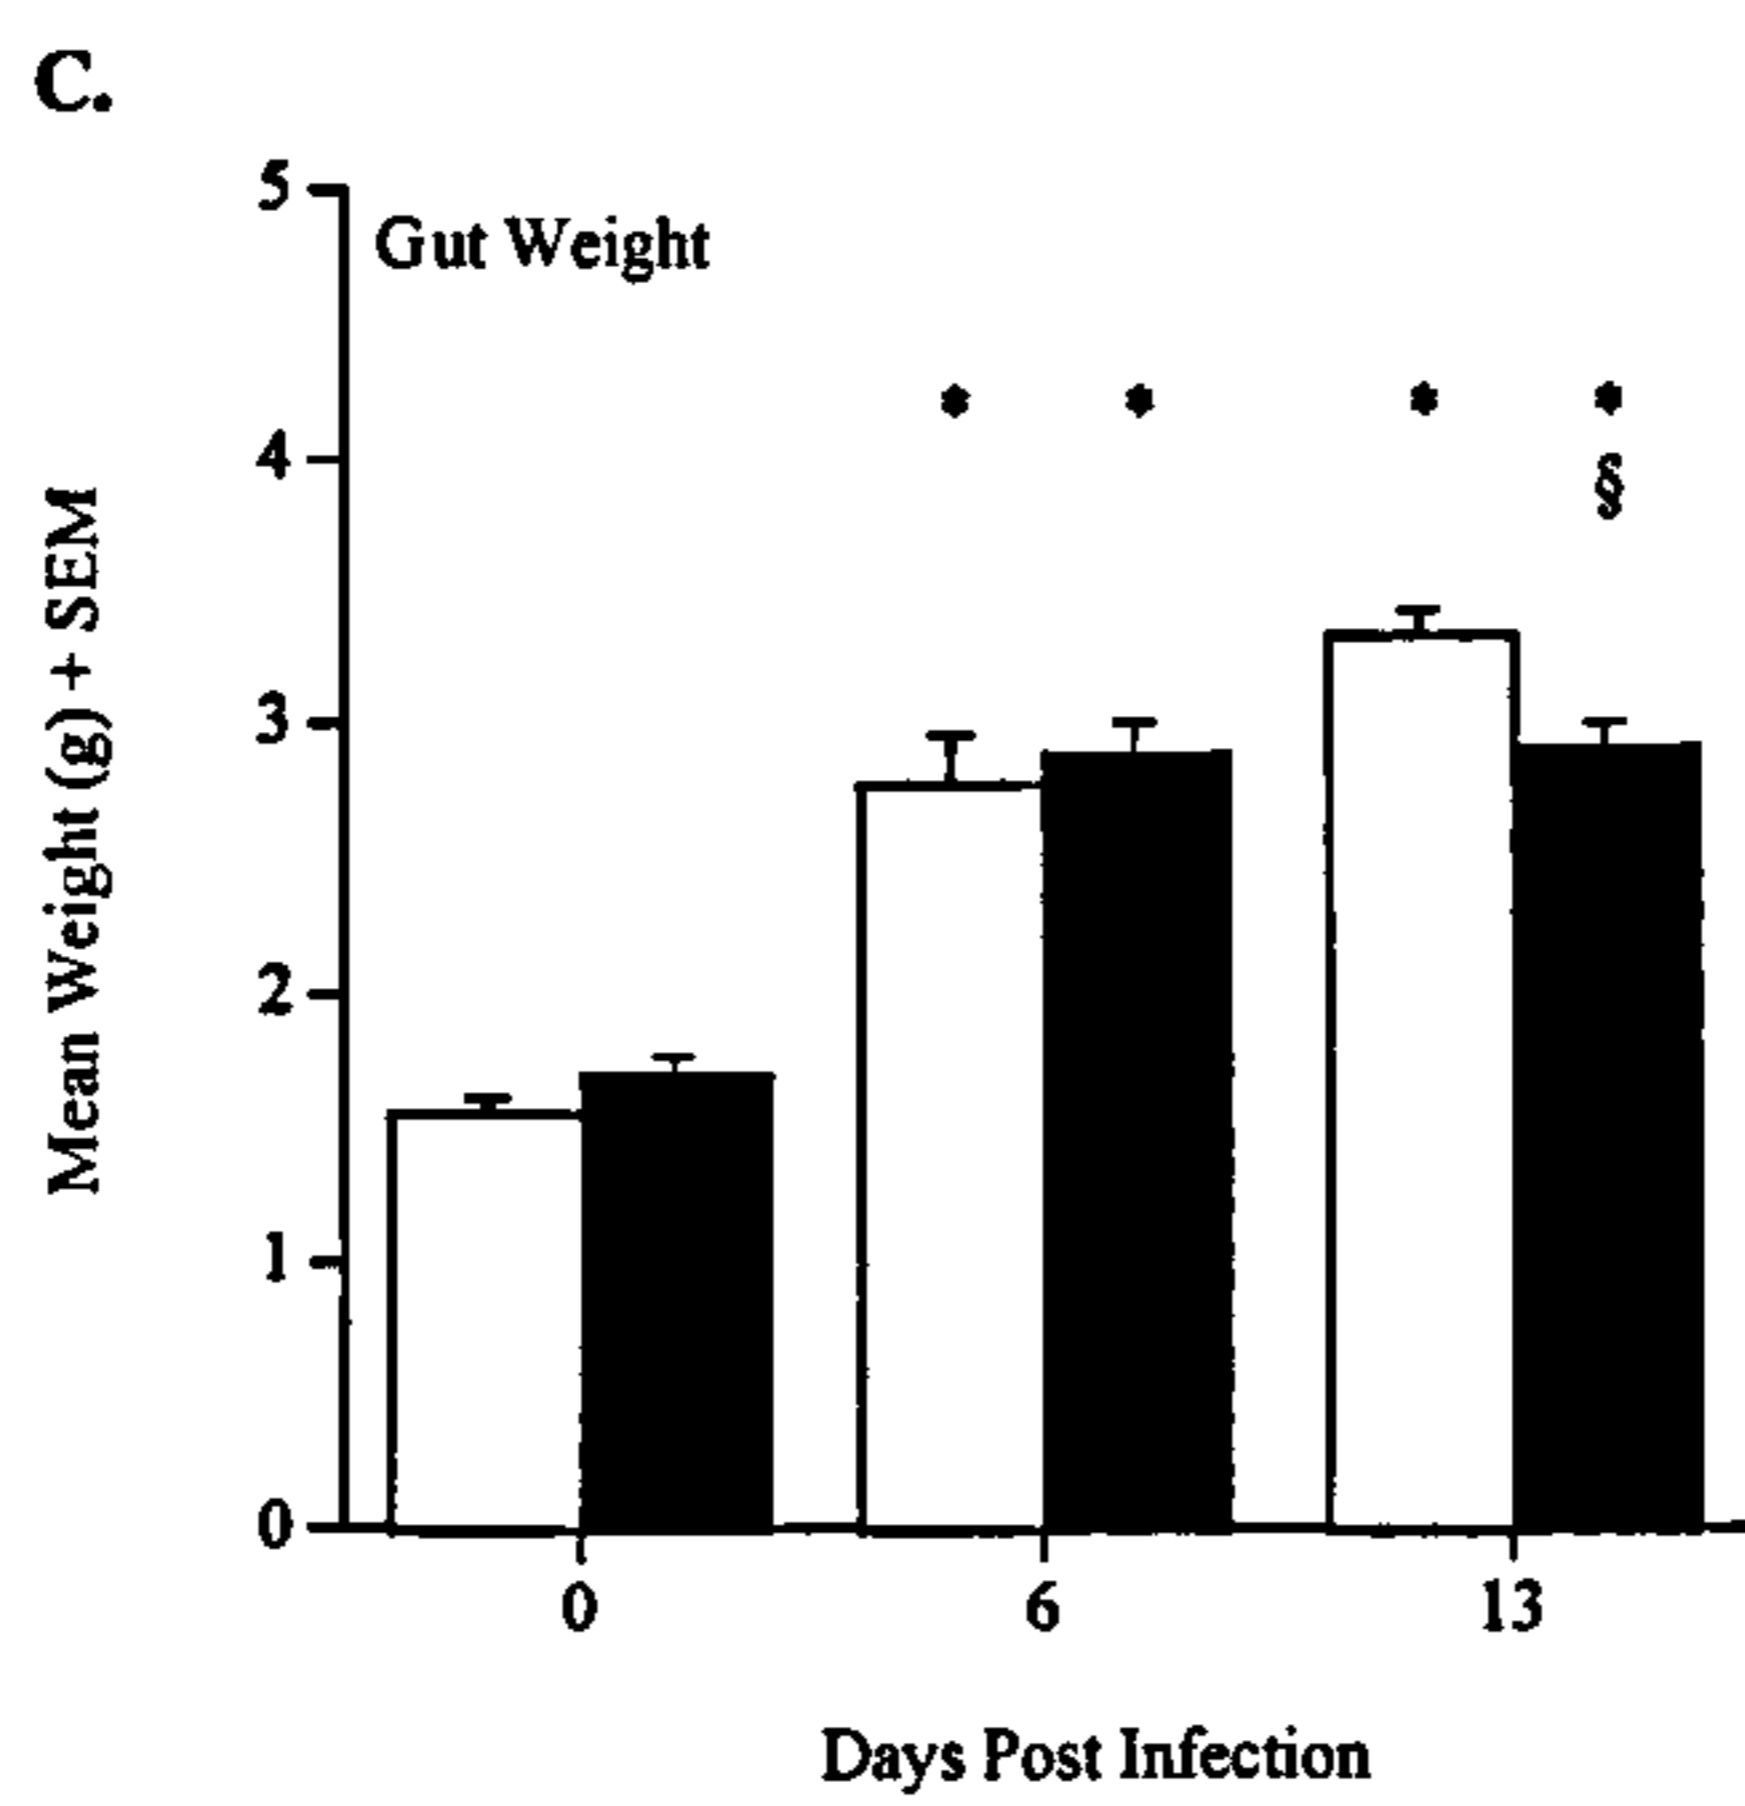 C.
Gut Weight
Mean Weight (g) + SEM
5
4
3
2
1
0
* * * *
§
0 6 13
Days Post Infection